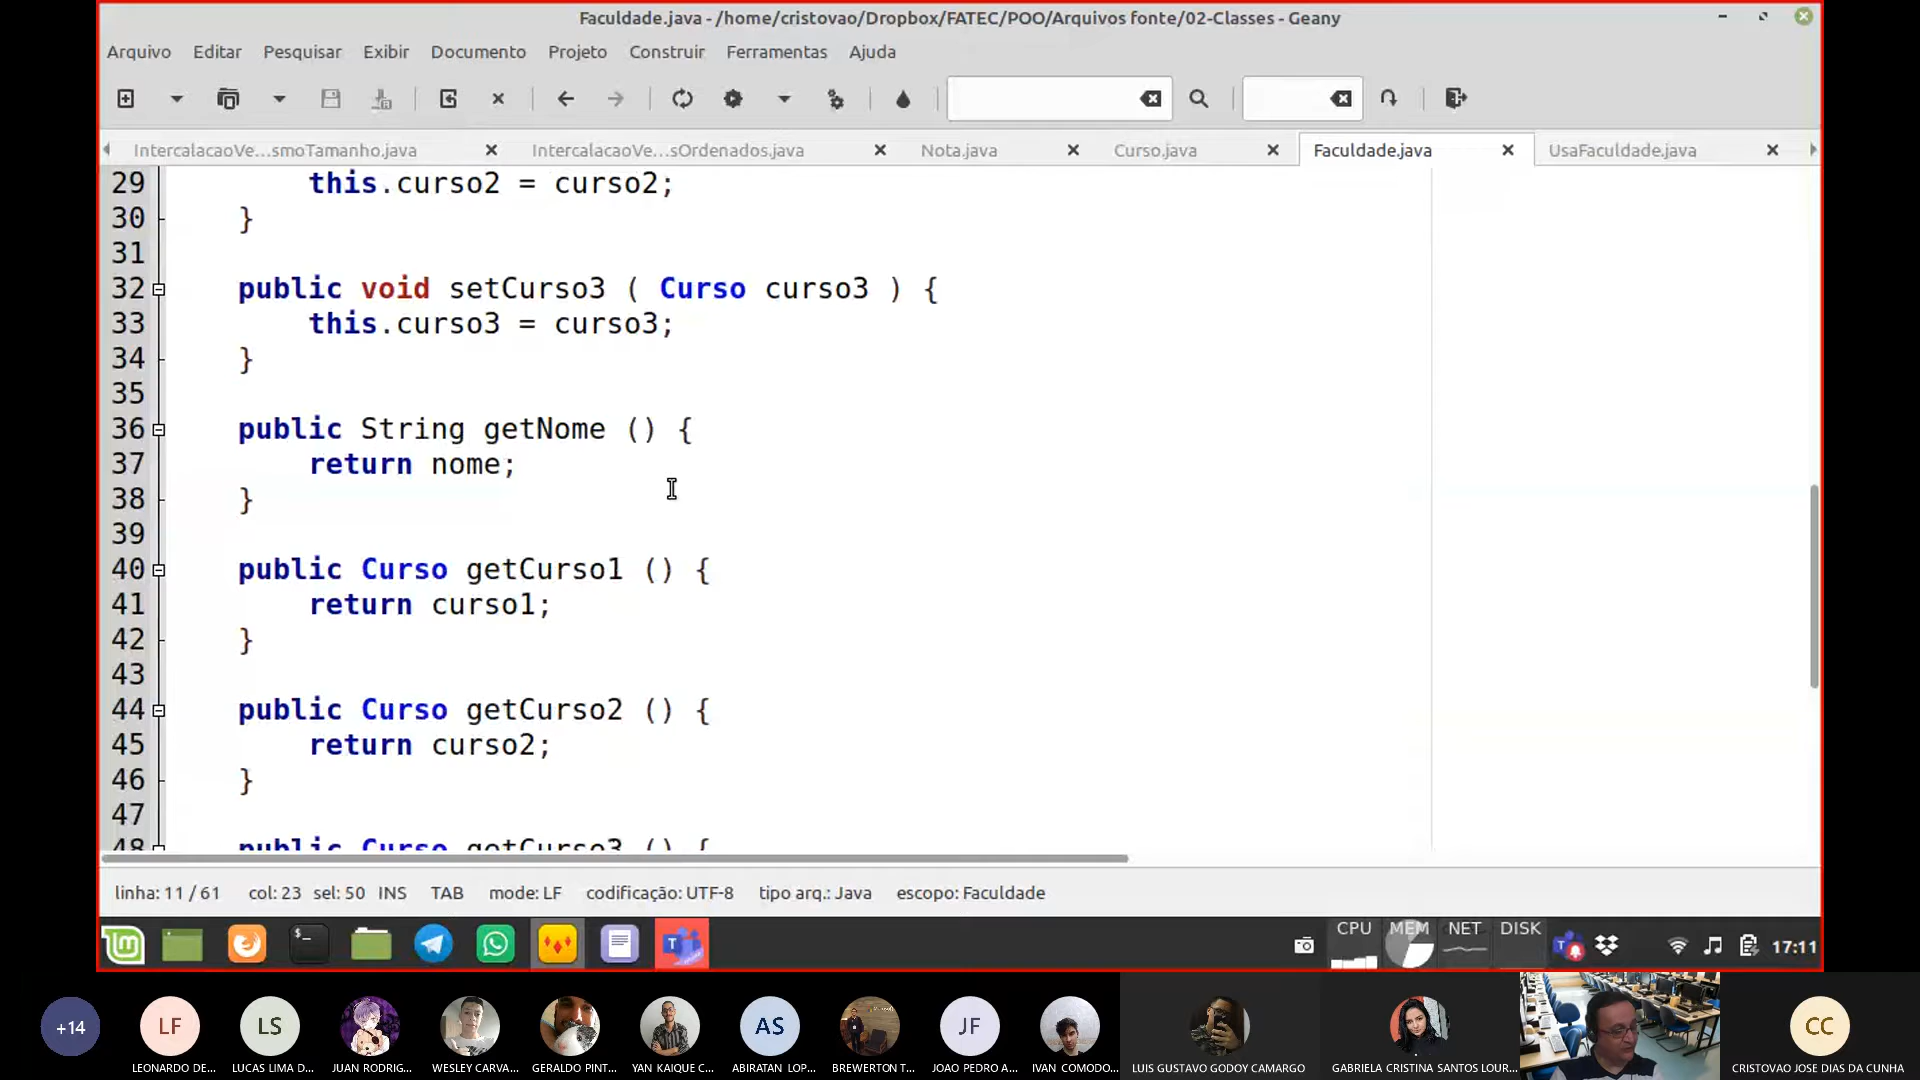 Faculdade.java - /home/cristovao/Dropbox/FATEC/POO/Arquivos fonte/02-Classes - Geany
Arquivo Editar Pesquisar Exibir Documento Projeto Construir Ferramentas Ajuda
IntercalacaoVe...smoTamanho.java IntercalacaoVe...sOrdenados.java Nota.java Curso.java Faculdade.java UsaFaculdade.java
29 this.curso2 = curso2;
30 }
31
32 public void setCurso3 ( Curso curso3 ) {
33 this.curso3 = curso3;
34 }
35
36 public String getNome () {
37 return nome;
38 }
39
40 public Curso getCurso1 () {
41 return curso1;
42 }
43
44 public Curso getCurso2 () {
45 return curso2;
46 }
47
48 public Curso getCurso3 () {
linha: 11 / 61 col: 23 sel: 50 INS TAB mode: LF codificação: UTF-8 tipo arq.: Java escopo: Faculdade
CPU MEM NET DISK 17:11
+14 LF LS AS JF CC
LEONARDO DE... LUCAS LIMA D... JUAN RODRIG... WESLEY CARVA... GERALDO PINT... YAN KAIQUE C... ABIRATAN LOP... BREWERTON T... JOAO PEDRO A... IVAN COMODO... LUIS GUSTAVO GODOY CAMARGO GABRIELA CRISTINA SANTOS LOUR... CRISTOVAO JOSE DIAS DA CUNHA